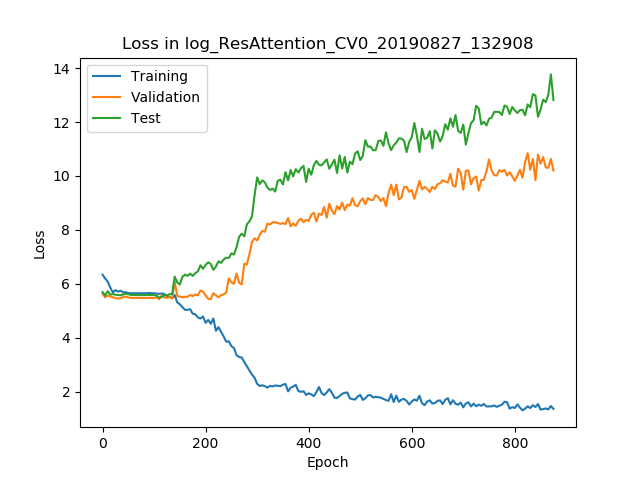 Loss in log_ResAttention_CV0_20190827_132908
Training
Validation
Test
14
12
10
8
6
4
2
Loss
0
200
400
600
800
Epoch